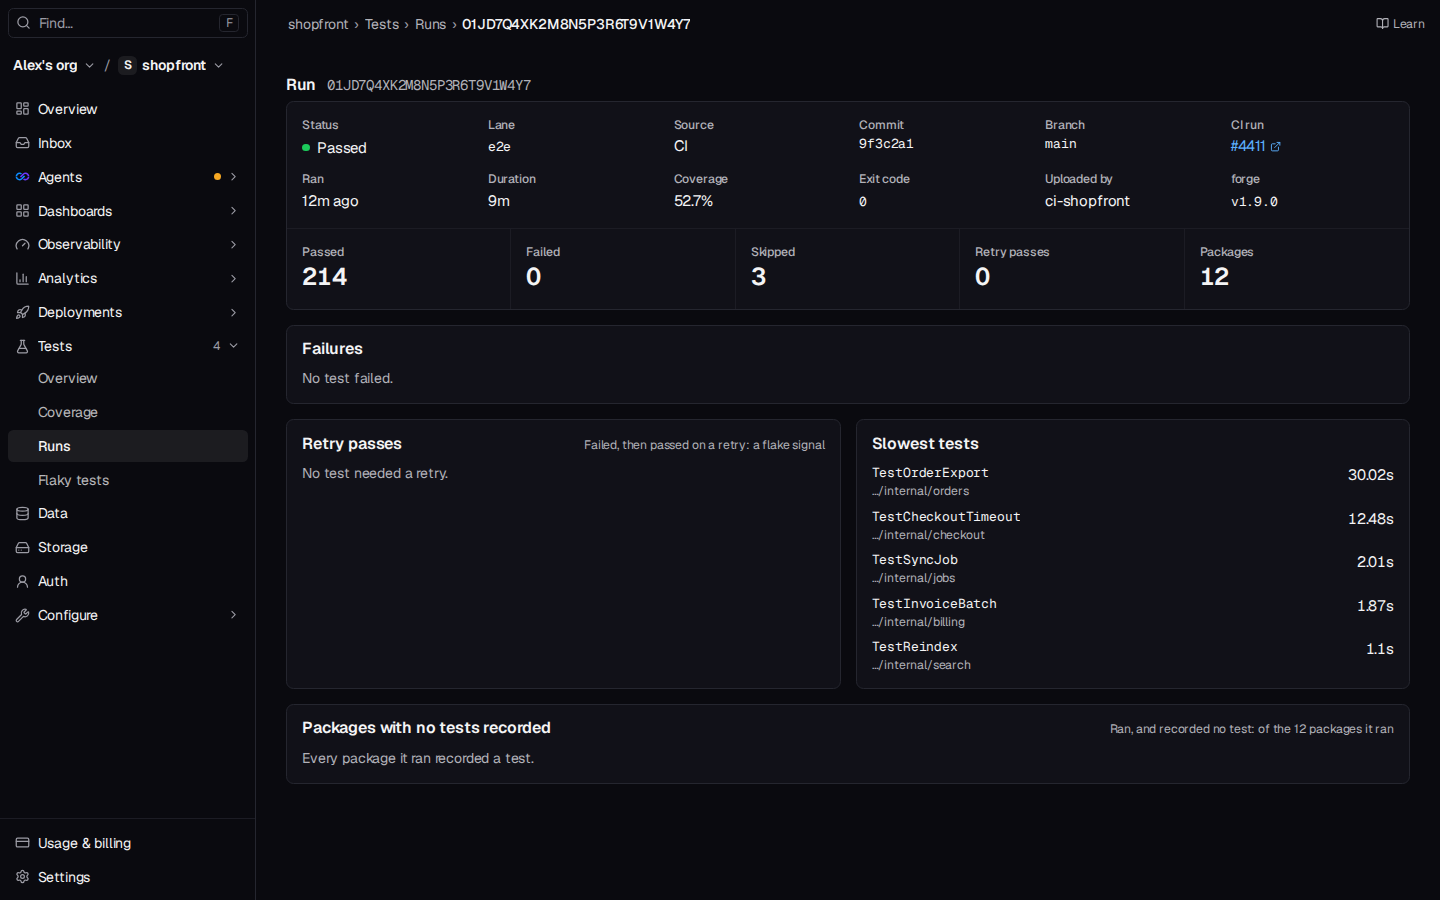 Find...
F
Alex's org / S shopfront
Overview
Inbox
Agents
Dashboards
Observability
Analytics
Deployments
Tests 4
Overview
Coverage
Runs
Flaky tests
Data
Storage
Auth
Configure
Usage & billing
Settings
shopfront › Tests › Runs › 01JD7Q4XK2M8N5P3R6T9V1W4Y7
Learn
Run 01JD7Q4XK2M8N5P3R6T9V1W4Y7
Status Lane Source Commit Branch CI run
Passed e2e CI 9f3c2a1 main #4411
Ran Duration Coverage Exit code Uploaded by forge
12m ago 9m 52.7% 0 ci-shopfront v1.9.0
Passed Failed Skipped Retry passes Packages
214 0 3 0 12
Failures
No test failed.
Retry passes Failed, then passed on a retry: a flake signal
No test needed a retry.
Slowest tests
TestOrderExport 30.02s
…/internal/orders
TestCheckoutTimeout 12.48s
…/internal/checkout
TestSyncJob 2.01s
…/internal/jobs
TestInvoiceBatch 1.87s
…/internal/billing
TestReindex 1.1s
…/internal/search
Packages with no tests recorded Ran, and recorded no test: of the 12 packages it ran
Every package it ran recorded a test.